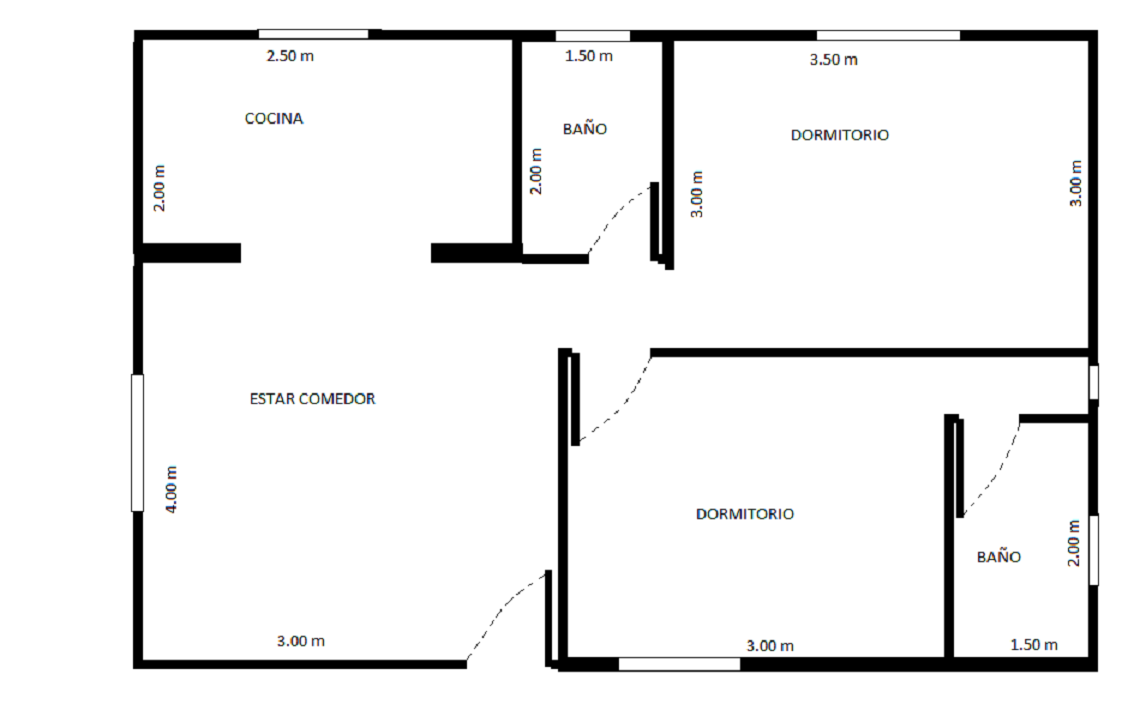 2.50 m
1.50 m
3.50 m
COCINA
BAÑO
DORMITORIO
2.00 m
2.00 m
3.00 m
3.00 m
ESTAR COMEDOR
4.00 m
DORMITORIO
BAÑO
2.00 m
3.00 m
3.00 m
1.50 m